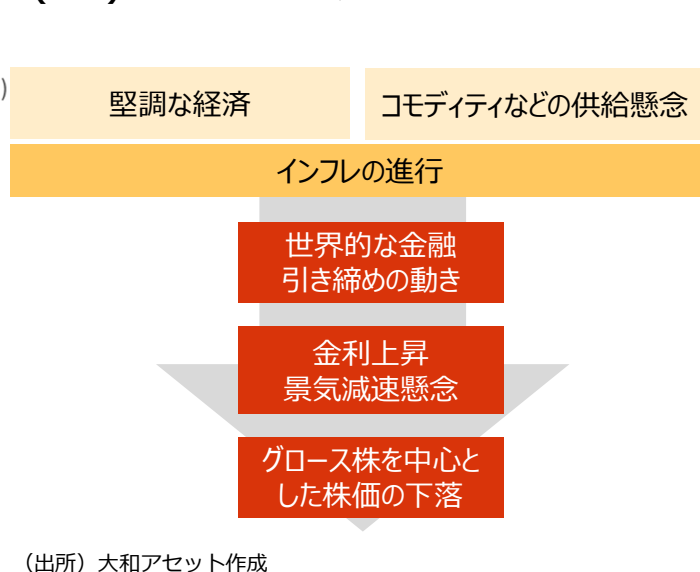 堅調な経済
コモディティなどの供給懸念
インフレの進行
世界的な金融
引き締めの動き
金利上昇
景気減速懸念
グロース株を中心と
した株価の下落
（出所）大和アセット作成